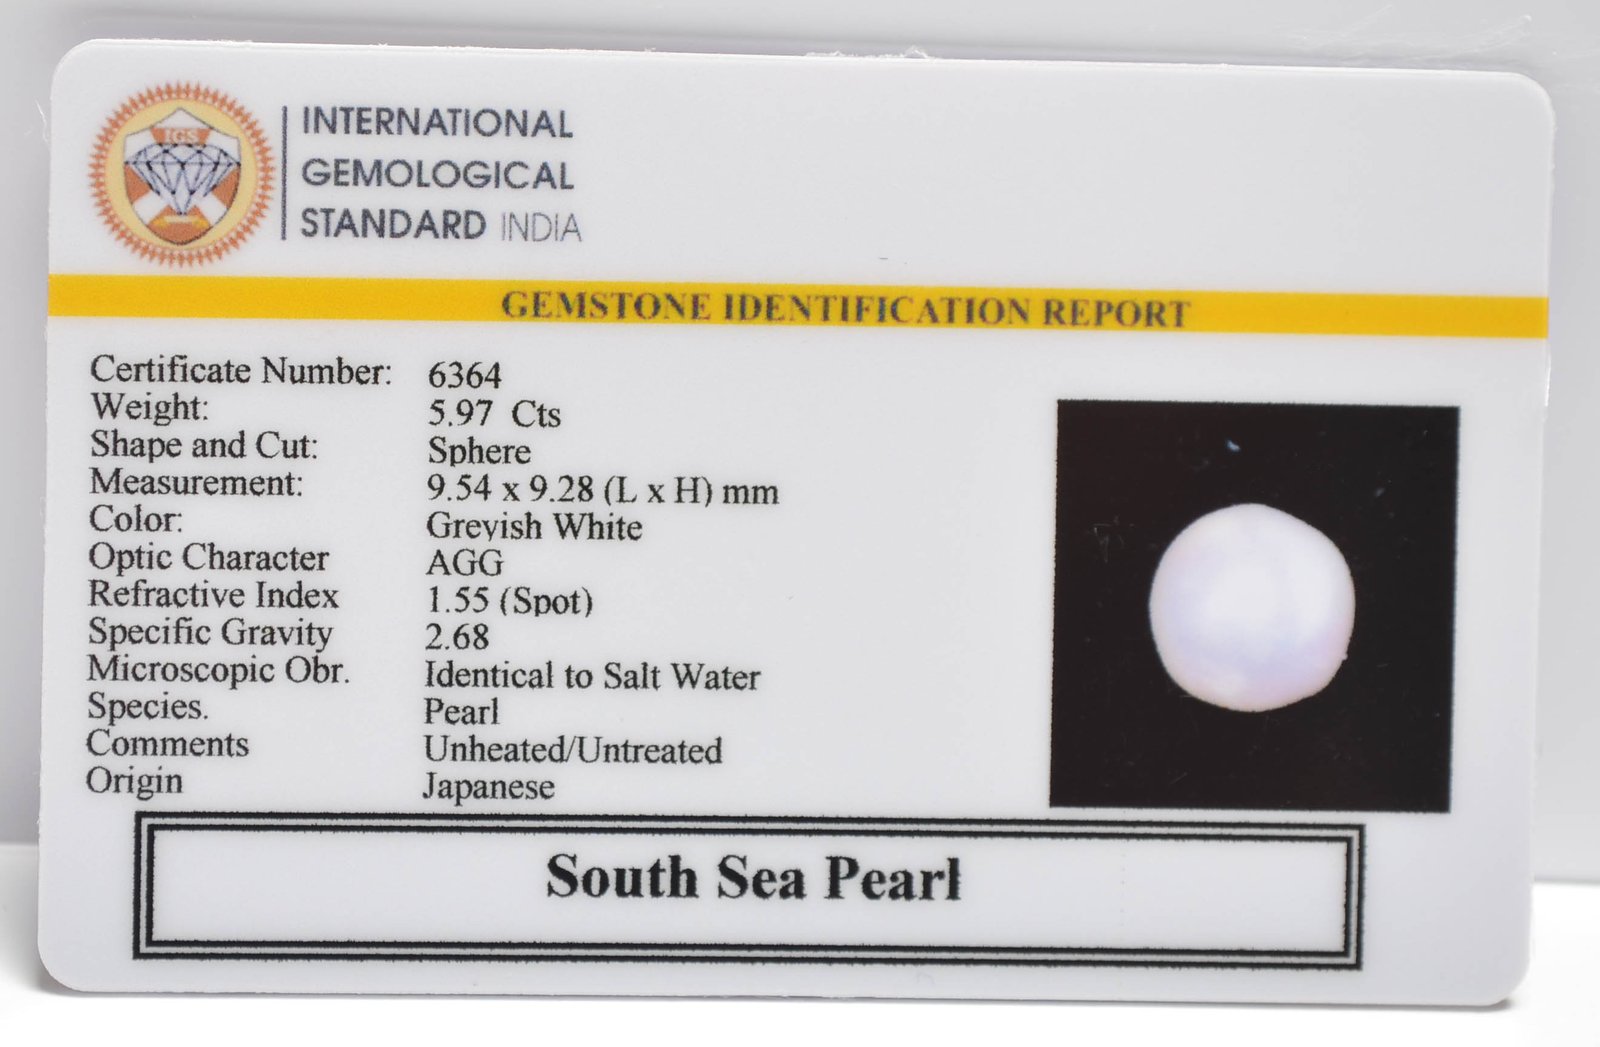 IGS
INTERNATIONAL
GEMOLOGICAL
STANDARD INDIA
GEMSTONE IDENTIFICATION REPORT
Certificate Number: 6364
Weight: 5.97 Cts
Shape and Cut: Sphere
Measurement: 9.54 x 9.28 (L x H) mm
Color: Greyish White
Optic Character AGG
Refractive Index 1.55 (Spot)
Specific Gravity 2.68
Microscopic Obr. Identical to Salt Water
Species. Pearl
Comments Unheated/Untreated
Origin Japanese
South Sea Pearl